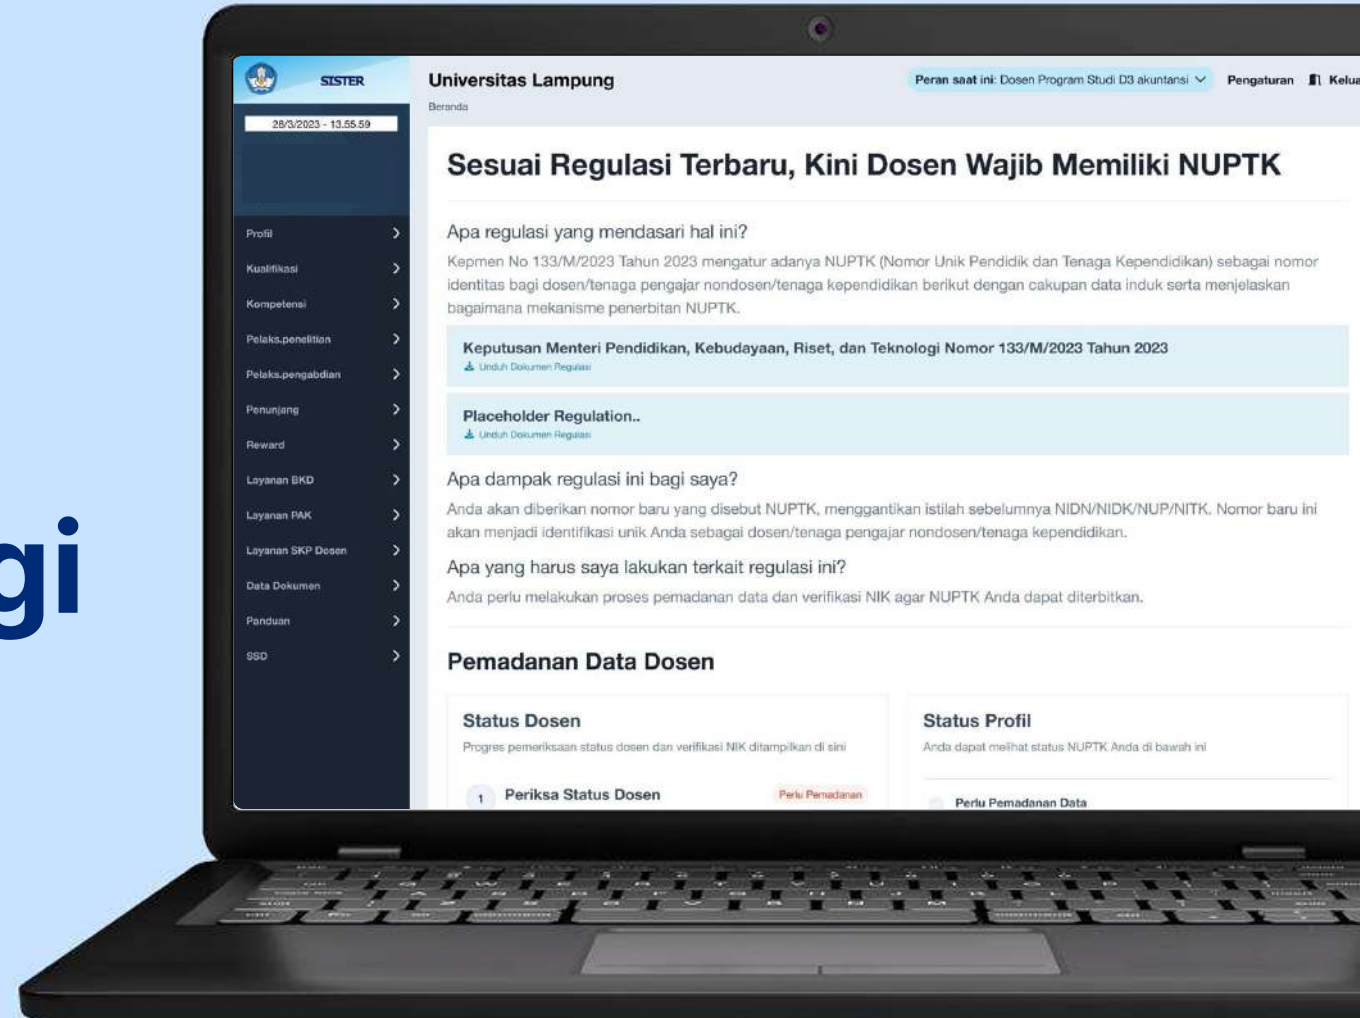 gi
SISTER
28/3/2023 - 13.55.59
Profil
Kualifikasi
Kompetensi
Pelaks.penelitian
Pelaks.pengabdian
Penunjang
Reward
Layanan BKD
Layanan PAK
Layanan SKP Dosen
Data Dokumen
Panduan
SSD
Universitas Lampung
Peran saat ini: Dosen Program Studi D3 akuntansi
Pengaturan
Kelua
Beranda
Sesuai Regulasi Terbaru, Kini Dosen Wajib Memiliki NUPTK
Apa regulasi yang mendasari hal ini?
Kepmen No 133/M/2023 Tahun 2023 mengatur adanya NUPTK (Nomor Unik Pendidik dan Tenaga Kependidikan) sebagai nomor
identitas bagi dosen/tenaga pengajar nondosen/tenaga kependidikan berikut dengan cakupan data induk serta menjelaskan
bagaimana mekanisme penerbitan NUPTK.
Keputusan Menteri Pendidikan, Kebudayaan, Riset, dan Teknologi Nomor 133/M/2023 Tahun 2023
Unduh Dokumen Regulasi
Placeholder Regulation..
Unduh Dokumen Regulasi
Apa dampak regulasi ini bagi saya?
Anda akan diberikan nomor baru yang disebut NUPTK, menggantikan istilah sebelumnya NIDN/NIDK/NUP/NITK. Nomor baru ini
akan menjadi identifikasi unik Anda sebagai dosen/tenaga pengajar nondosen/tenaga kependidikan.
Apa yang harus saya lakukan terkait regulasi ini?
Anda perlu melakukan proses pemadanan data dan verifikasi NIK agar NUPTK Anda dapat diterbitkan.
Pemadanan Data Dosen
Status Dosen
Progres pemeriksaan status dosen dan verifikasi NIK ditampilkan di sini
1 Periksa Status Dosen
Perlu Pemadanan
Status Profil
Anda dapat melihat status NUPTK Anda di bawah ini
Perlu Pemadanan Data